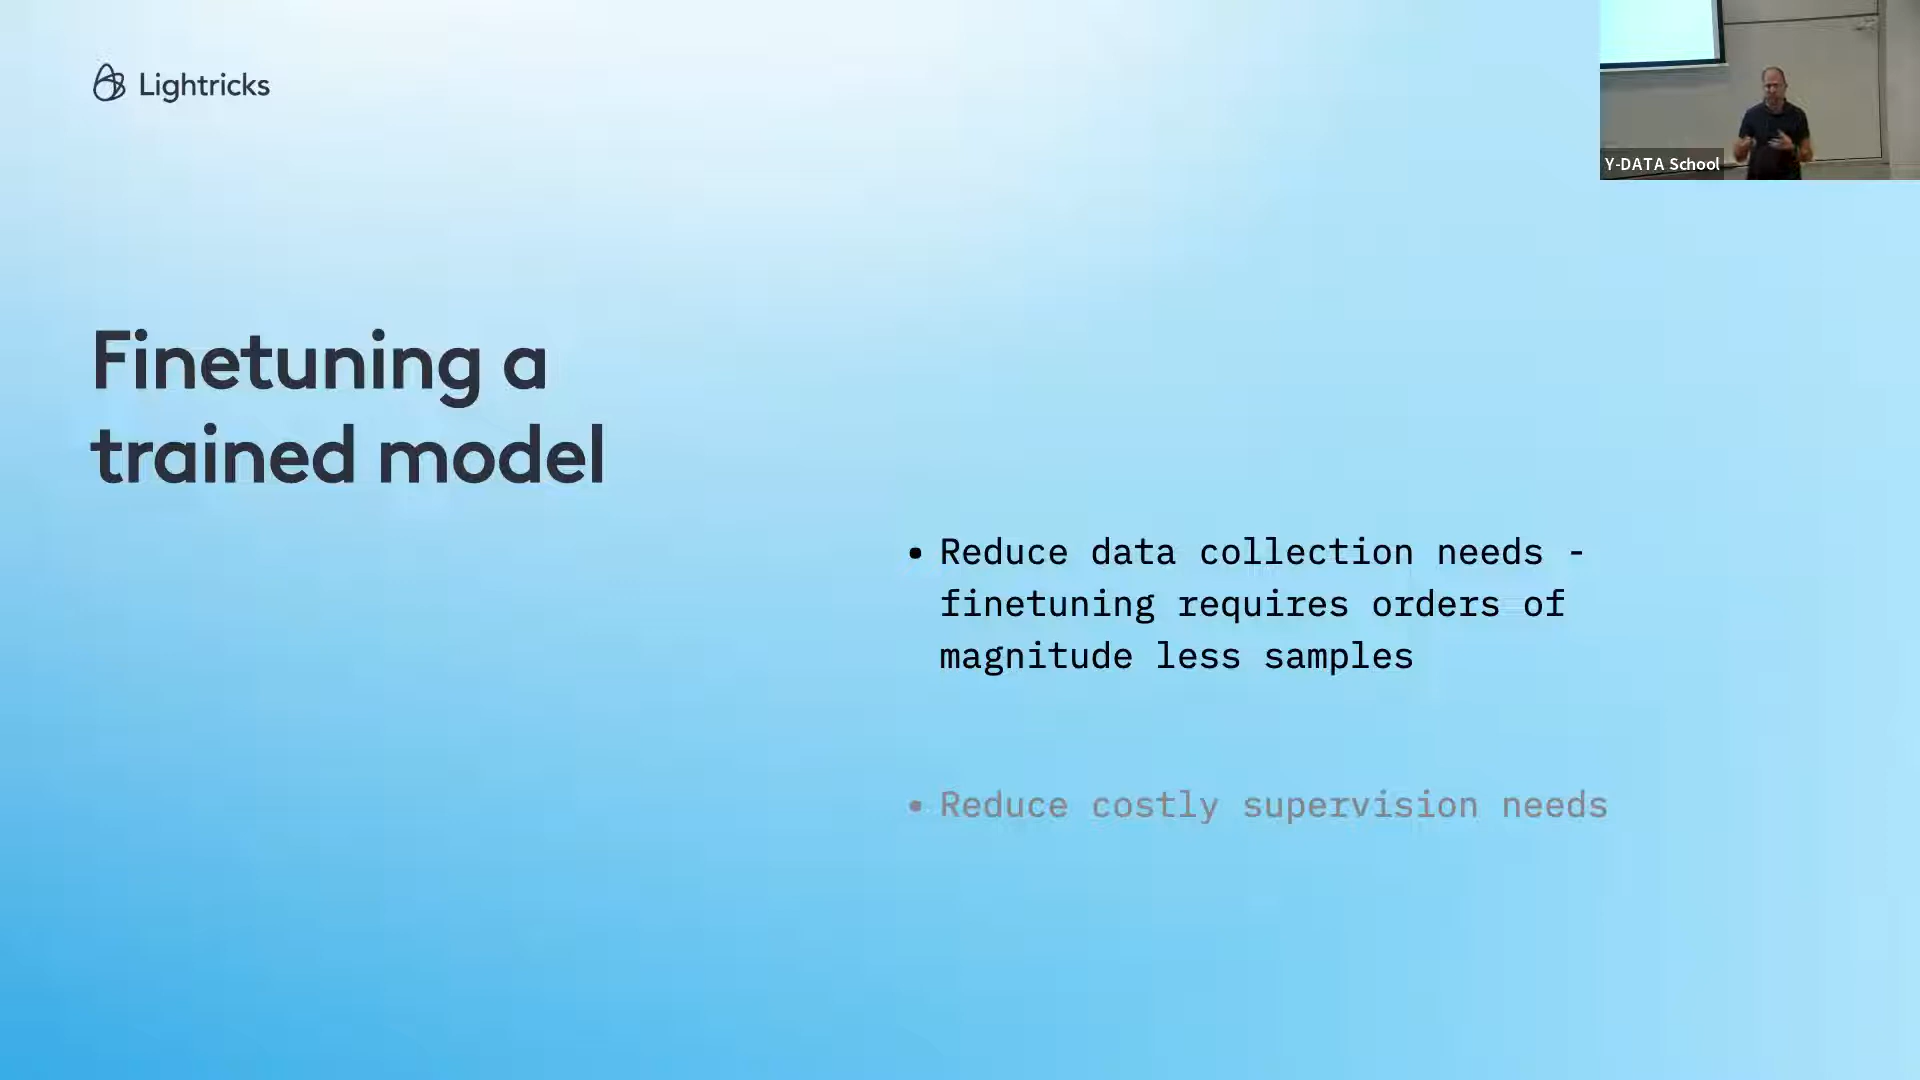 Lightricks
Y-DATA School
Finetuning a
trained model
• Reduce data collection needs -
finetuning requires orders of
magnitude less samples
• Reduce costly supervision needs